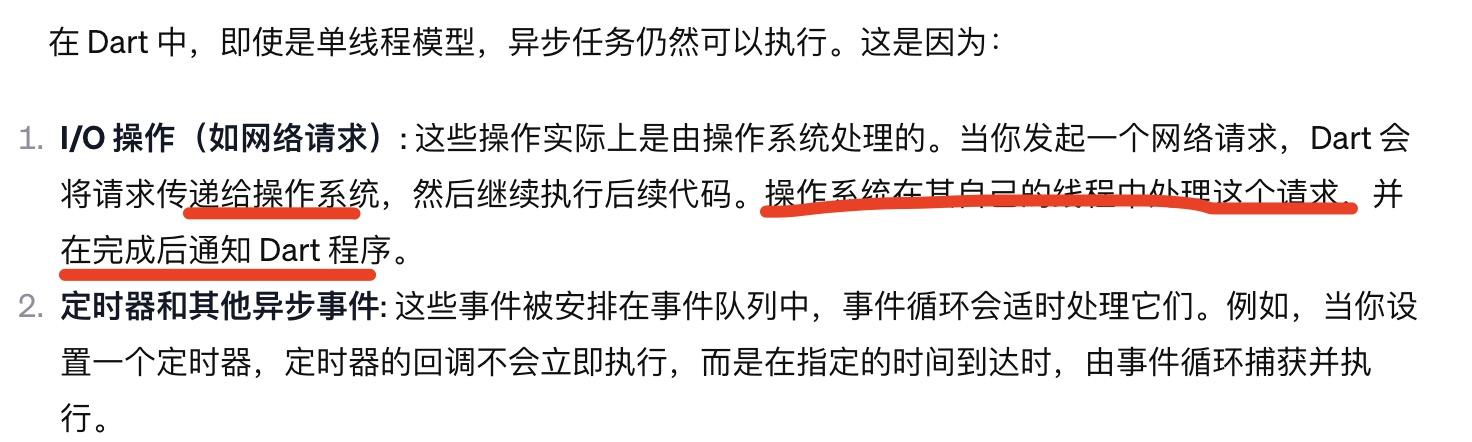 在 Dart 中，即使是单线程模型，异步任务仍然可以执行。这是因为：
1. I/O 操作（如网络请求）: 这些操作实际上是由操作系统处理的。当你发起一个网络请求，Dart 会
将请求传递给操作系统，然后继续执行后续代码。操作系统在其自己的线程中处理这个请求，并
在完成后通知 Dart 程序。
2. 定时器和其他异步事件: 这些事件被安排在事件队列中，事件循环会适时处理它们。例如，当你设
置一个定时器，定时器的回调不会立即执行，而是在指定的时间到达时，由事件循环捕获并执
行。